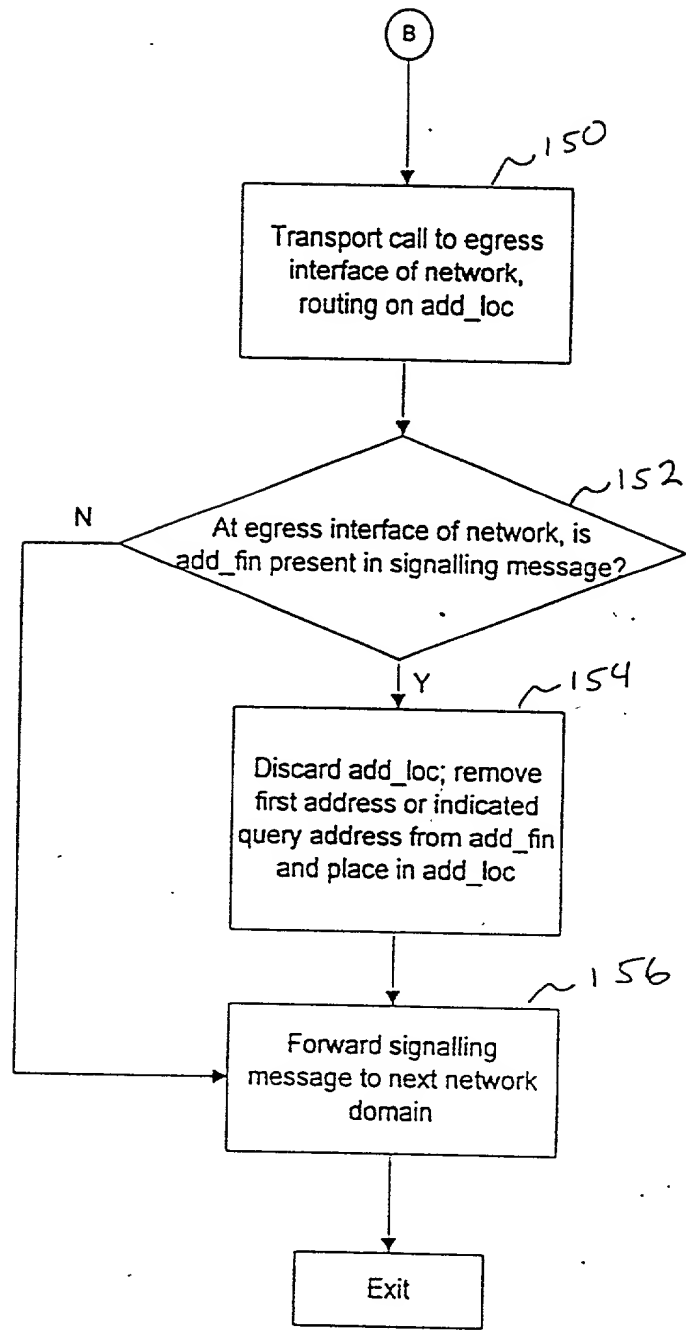 B
150
Transport call to egress
interface of network,
routing on add_loc
152
N
At egress interface of network, is
add_fin present in signalling message?
Y
154
Discard add_loc; remove
first address or indicated
query address from add_fin
and place in add_loc
156
Forward signalling
message to next network
domain
Exit